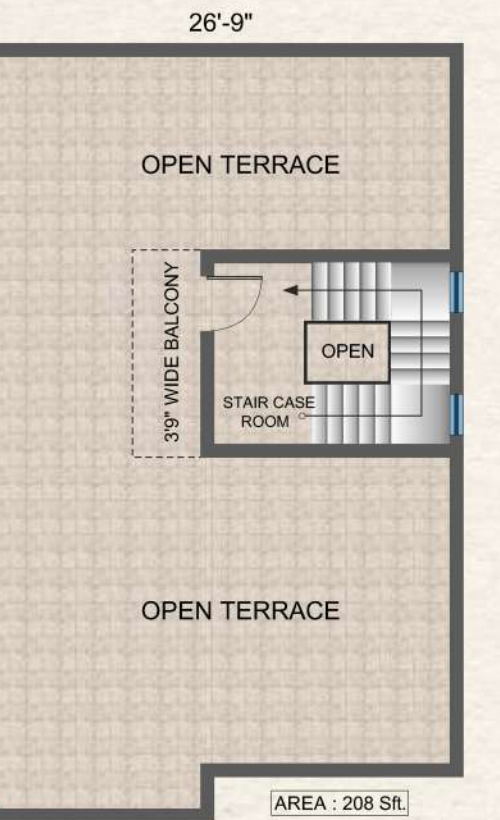 26'-9"
OPEN TERRACE
3'9" WIDE BALCONY
OPEN
STAIR CASE
ROOM
OPEN TERRACE
AREA : 208 Sft.